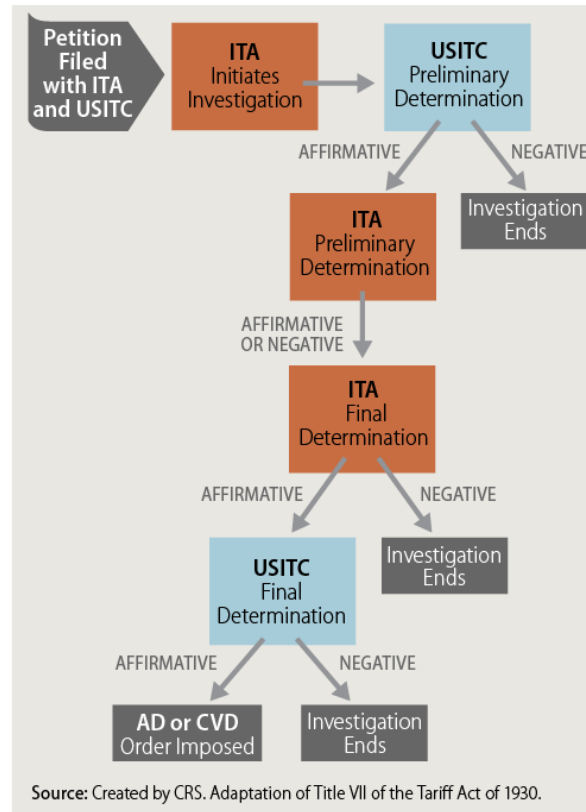 Petition
Filed
with ITA
and USITC
ITA
Initiates
Investigation
USITC
Preliminary
Determination
AFFIRMATIVE
NEGATIVE
ITA
Preliminary
Determination
Investigation
Ends
AFFIRMATIVE
OR NEGATIVE
ITA
Final
Determination
AFFIRMATIVE
NEGATIVE
USITC
Final
Determination
Investigation
Ends
AFFIRMATIVE
NEGATIVE
AD or CVD
Order Imposed
Investigation
Ends
Source: Created by CRS. Adaptation of Title VII of the Tariff Act of 1930.